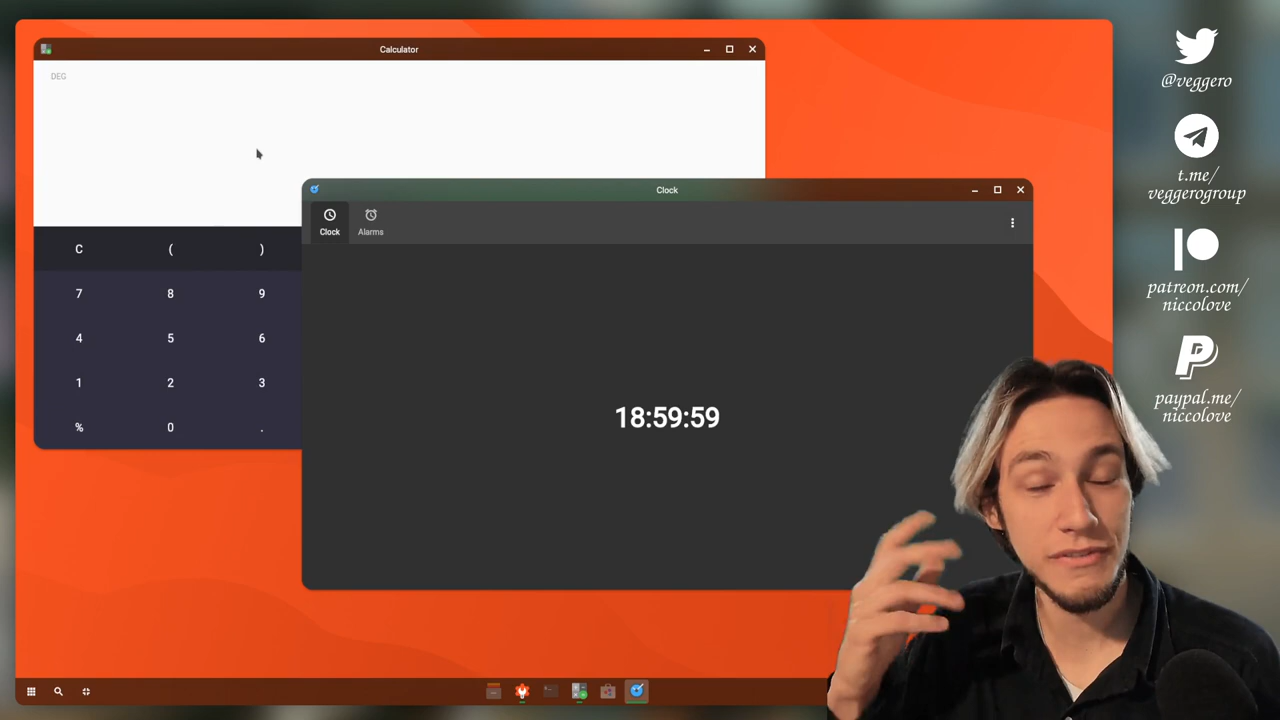 Calculator
DEG
C ( )
7 8 9
4 5 6
1 2 3
% 0 .
Clock
Clock Alarms
18:59:59
@veggero
t.me/
veggerogroup
patreon.com/
niccolove
paypal.me/
niccolove